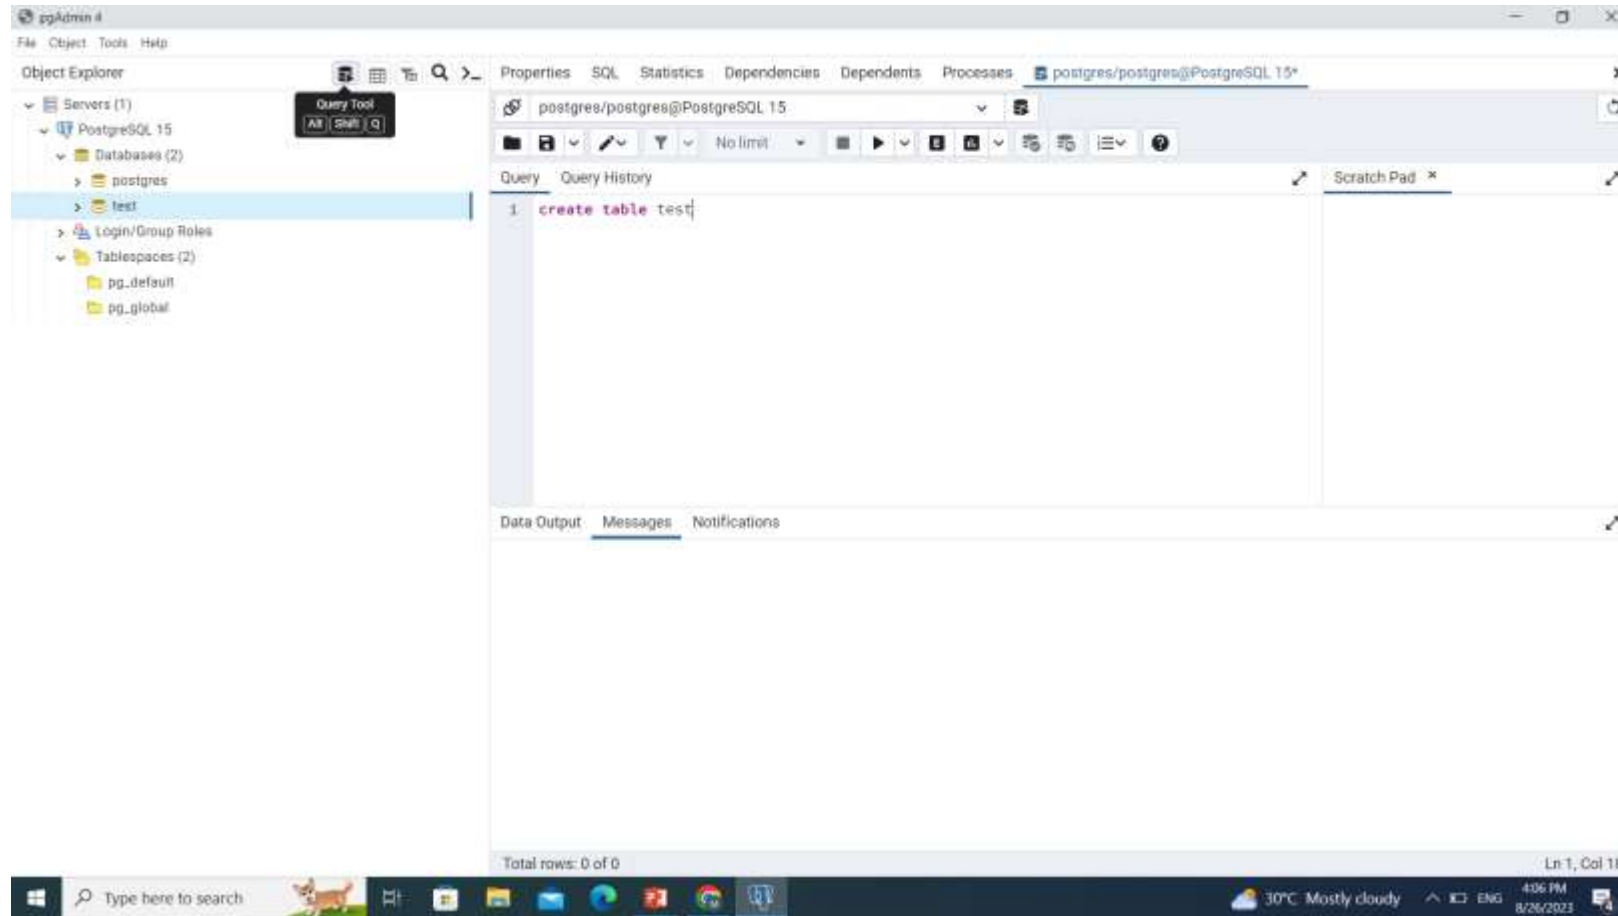 pgAdmin 4
File Object Tools Help
Object Explorer
Properties SQL Statistics Dependencies Dependents Processes postgres/postgres@PostgreSQL 15*
Servers (1)
Query Tool
Alt Shift Q
postgres/postgres@PostgreSQL 15
PostgreSQL 15
Databases (2)
No limit
postgres
Query Query History
Scratch Pad
test
1 create table test
Login/Group Roles
Tablespaces (2)
pg_default
pg_global
Data Output Messages Notifications
Total rows: 0 of 0
Ln 1, Col 18
Type here to search
30°C Mostly cloudy
ENG
4:06 PM
8/26/2023